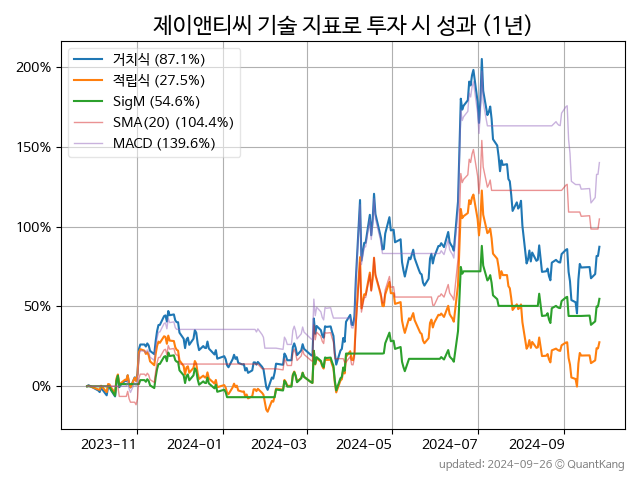 제이앤티씨 기술 지표로 투자 시 성과 (1년)
거치식 (87.1%)
적립식 (27.5%)
SigM (54.6%)
SMA(20) (104.4%)
MACD (139.6%)
200%
150%
100%
50%
0%
2023-11 2024-01 2024-03 2024-05 2024-07 2024-09
updated: 2024-09-26 © QuantKang